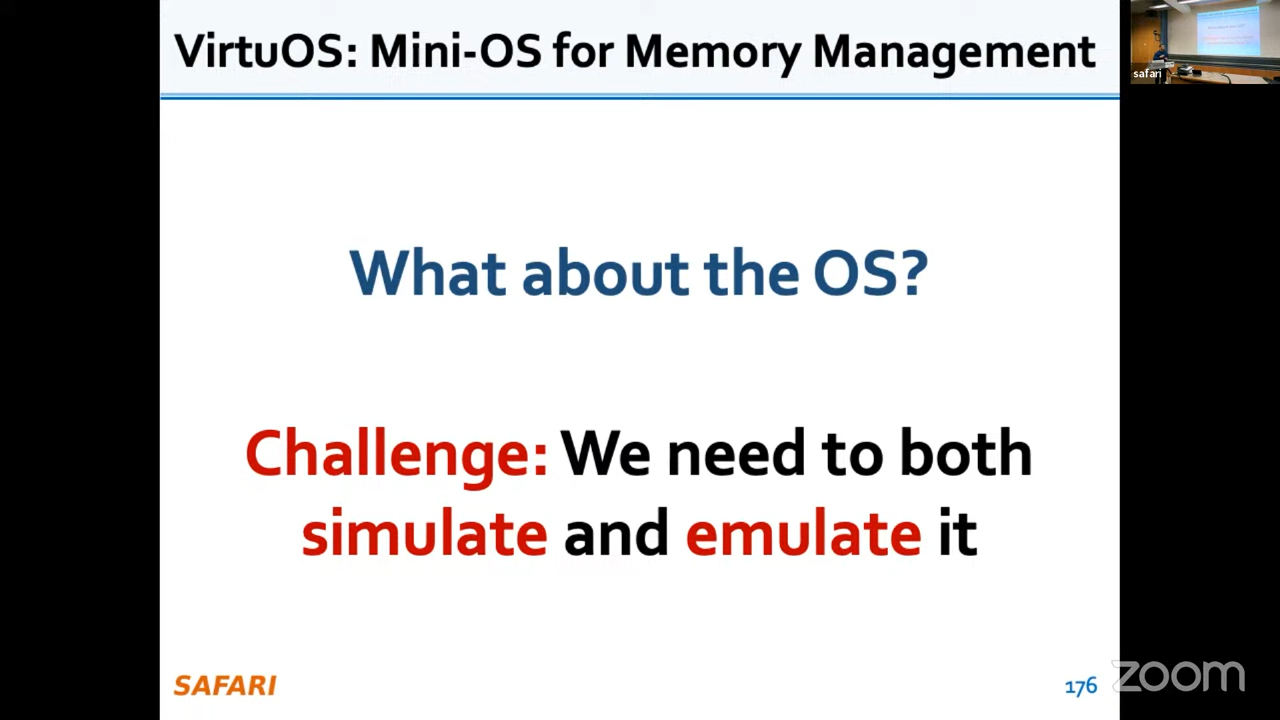 VirtuOS: Mini-OS for Memory Management
safari
What about the OS?
Challenge: We need to both
simulate and emulate it
SAFARI
176
zoom